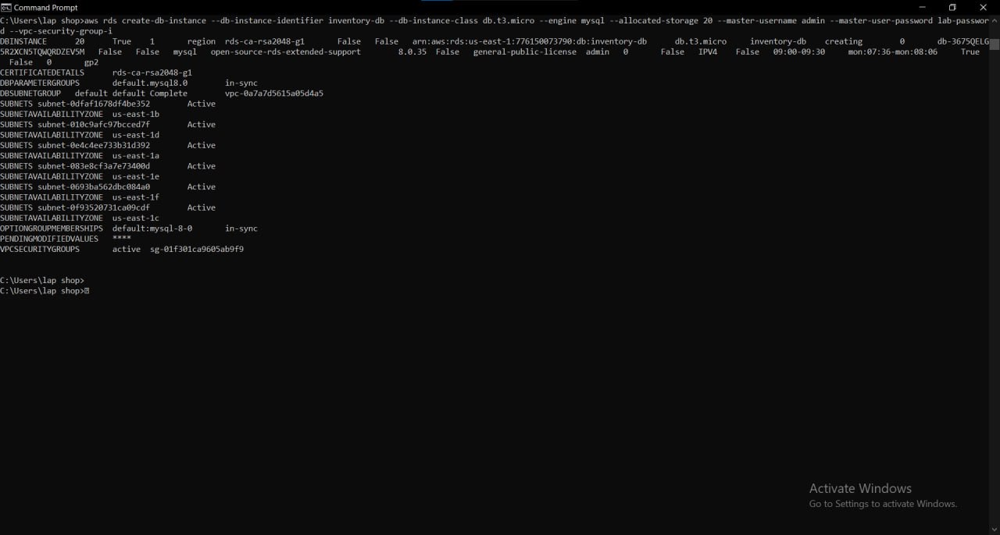 Command Prompt
C:\Users\lap shop>aws rds create-db-instance --db-instance-identifier inventory-db --db-instance-class db.t3.micro --engine mysql --allocated-storage 20 --master-username admin --master-user-password lab-passwor
d --vpc-security-group-i
DBINSTANCE 20 True 1 region rds-ca-rsa2048-g1 False False arn:aws:rds:us-east-1:776150073790:db:inventory-db db.t3.micro inventory-db creating 0 db-3675QELG
5R2XCN5TQWQRDZEV5M False False mysql open-source-rds-extended-support 8.0.35 False general-public-license admin 0 False IPV4 False 09:00-09:30 mon:07:36-mon:08:06 True
False 0 gp2
CERTIFICATEDETAILS rds-ca-rsa2048-g1
DBPARAMETERGROUPS default.mysql8.0 in-sync
DBSUBNETGROUP default default Complete vpc-0a7a7d5615a05d4a5
SUBNETS subnet-0dfaf1678df4be352 Active
SUBNETAVAILABILITYZONE us-east-1b
SUBNETS subnet-010c9afc97bcced7f Active
SUBNETAVAILABILITYZONE us-east-1d
SUBNETS subnet-0e4c4ee733b31d392 Active
SUBNETAVAILABILITYZONE us-east-1a
SUBNETS subnet-083e8cf3a7e73400d Active
SUBNETAVAILABILITYZONE us-east-1e
SUBNETS subnet-0693ba562dbc084a0 Active
SUBNETAVAILABILITYZONE us-east-1f
SUBNETS subnet-0f93520731ca09cdf Active
SUBNETAVAILABILITYZONE us-east-1c
OPTIONGROUPMEMBERSHIPS default:mysql-8-0 in-sync
PENDINGMODIFIEDVALUES ****
VPCSECURITYGROUPS active sg-01f301ca9605ab9f9
C:\Users\lap shop>
C:\Users\lap shop>
Activate Windows
Go to Settings to activate Windows.